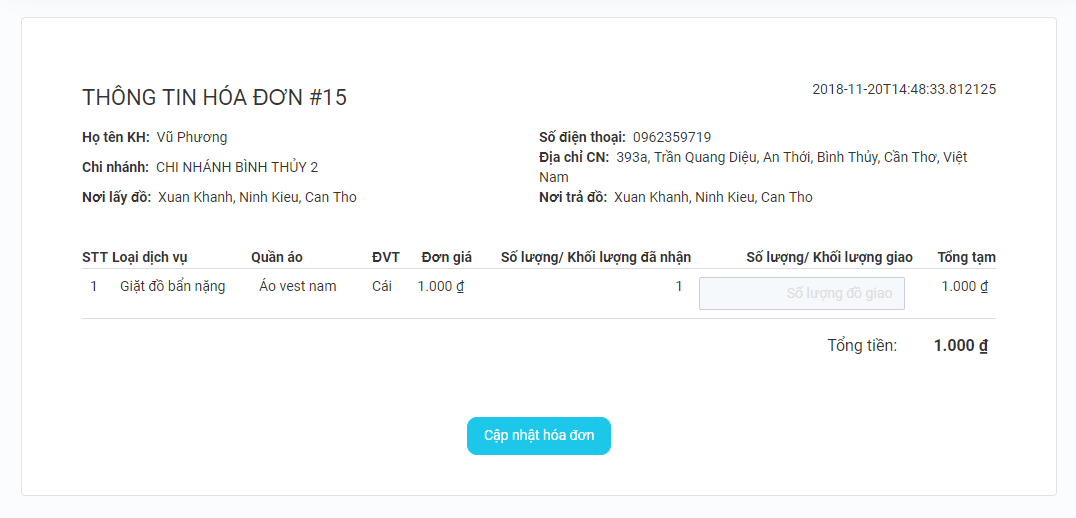 THÔNG TIN HÓA ĐƠN #15
2018-11-20T14:48:33.812125
Họ tên KH: Vũ Phương
Số điện thoại: 0962359719
Chi nhánh: CHI NHÁNH BÌNH THỦY 2
Địa chỉ CN: 393a, Trần Quang Diệu, An Thới, Bình Thủy, Cần Thơ, Việt
Nam
Nơi lấy đồ: Xuan Khanh, Ninh Kieu, Can Tho
Nơi trả đồ: Xuan Khanh, Ninh Kieu, Can Tho
STT Loại dịch vụ Quần áo ĐVT Đơn giá Số lượng/ Khối lượng đã nhận Số lượng/ Khối lượng giao Tổng tạm
1 Giặt đồ bẩn nặng Áo vest nam Cái 1.000 ₫ 1 Số lượng đồ giao 1.000 ₫
Tổng tiền: 1.000 ₫
Cập nhật hóa đơn